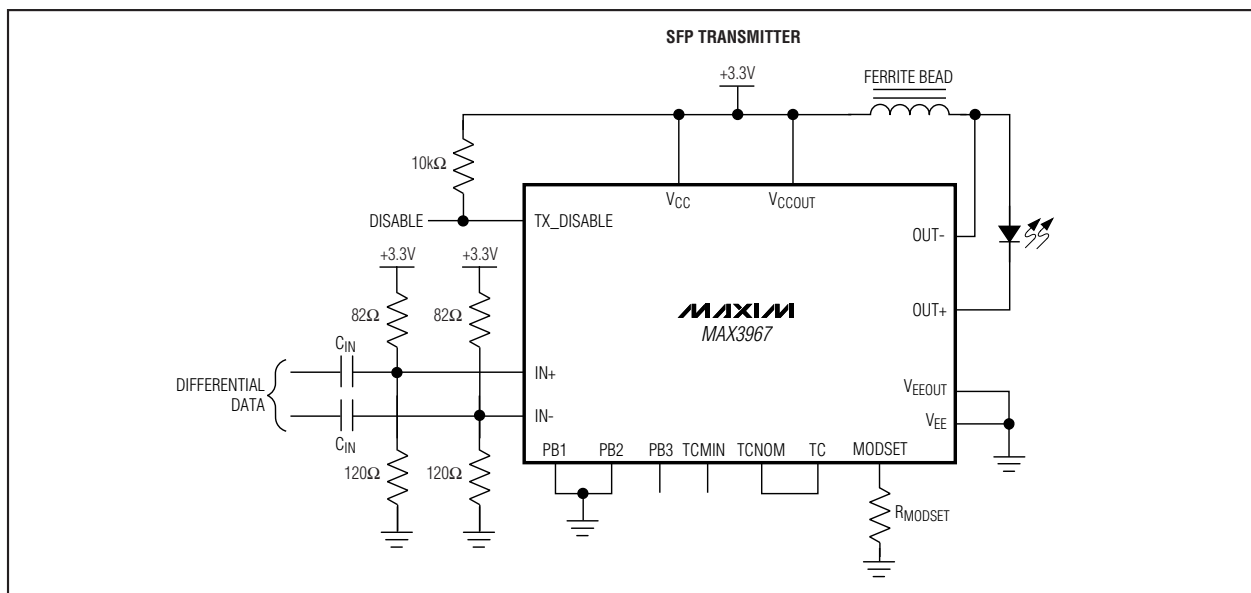 SFP TRANSMITTER
+3.3V
FERRITE BEAD
10kΩ
VCC
VCCOUT
DISABLE
TX_DISABLE
OUT-
+3.3V
+3.3V
82Ω
82Ω
MAXIM
MAX3967
OUT+
CIN
DIFFERENTIAL
DATA
IN+
IN-
CIN
VEEOUT
VEE
PB1
PB2
PB3
TCMIN
TCNOM
TC
MODSET
120Ω
120Ω
RMODSET